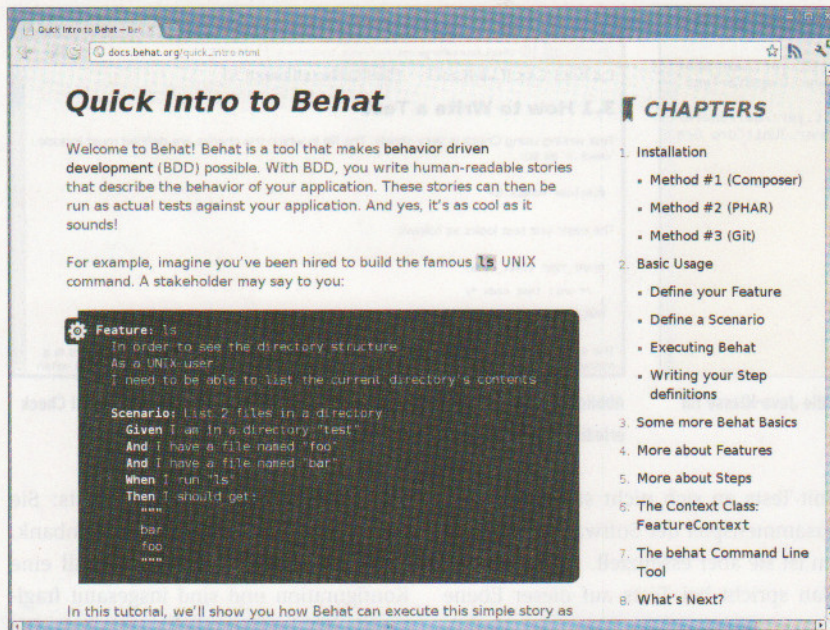 Quick Intro to Behat — Beh
docs.behat.org/quick_intro.html
Quick Intro to Behat
Welcome to Behat! Behat is a tool that makes behavior driven
development (BDD) possible. With BDD, you write human-readable stories
that describe the behavior of your application. These stories can then be
run as actual tests against your application. And yes, it's as cool as it
sounds!
For example, imagine you've been hired to build the famous ls UNIX
command. A stakeholder may say to you:
Feature: ls
In order to see the directory structure
As a UNIX user
I need to be able to list the current directory's contents
Scenario: List 2 files in a directory
Given I am in a directory "test"
And I have a file named "foo"
And I have a file named "bar"
When I run "ls"
Then I should get:
"""
bar
foo
"""
In this tutorial, we'll show you how Behat can execute this simple story as
CHAPTERS
1. Installation
▪ Method #1 (Composer)
▪ Method #2 (PHAR)
▪ Method #3 (Git)
2. Basic Usage
▪ Define your Feature
▪ Define a Scenario
▪ Executing Behat
▪ Writing your Step
definitions
3. Some more Behat Basics
4. More about Features
5. More about Steps
6. The Context Class:
FeatureContext
7. The behat Command Line
Tool
8. What's Next?